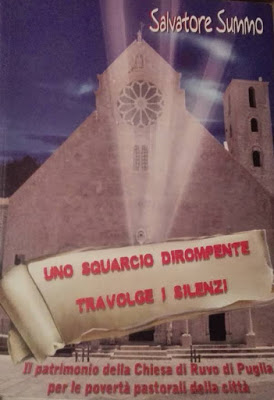 Salvatore Summo
UNO SQUARCIO DIROMPENTE
TRAVOLGE I SILENZI
Il patrimonio della Chiesa di Ruvo di Puglia
per le povertà pastorali della città